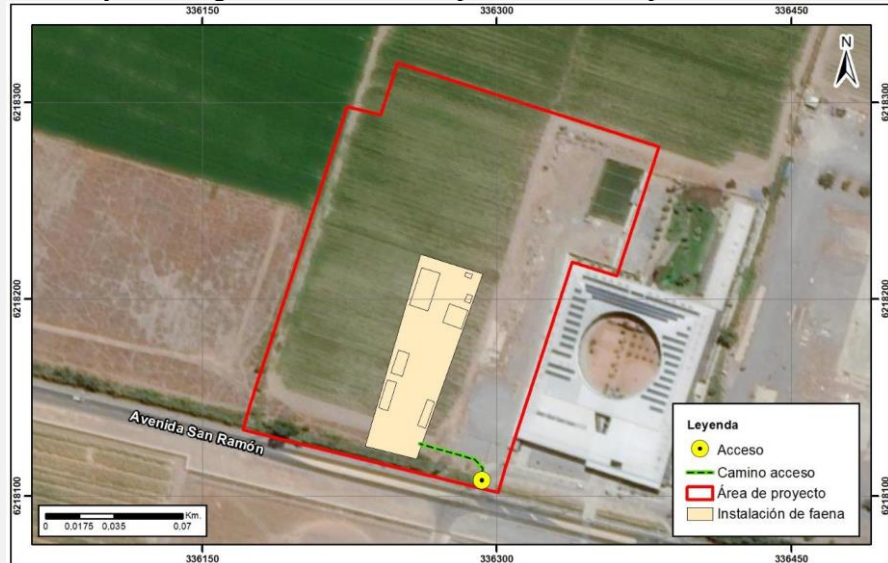 336150 336300 336450
N
6218300 6218300
6218200 6218200
Avenida San Ramón
Leyenda
Acceso
Camino acceso
Área de proyecto
Instalación de faena
6218100 6218100
Km.
0 0,0175 0,035 0,07
336150 336300 336450